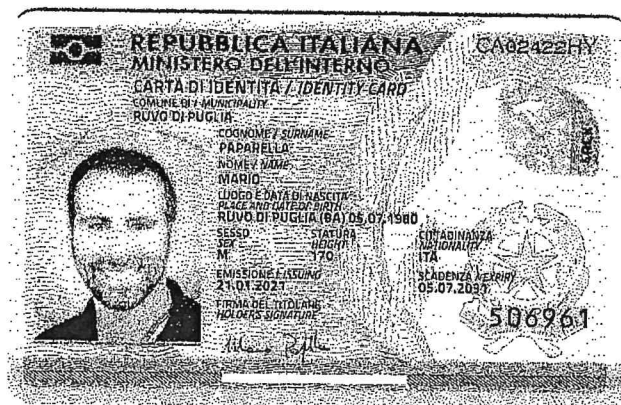 REPUBBLICA ITALIANA
MINISTERO DELL'INTERNO
CA02422HY
CARTA DI IDENTITÀ / IDENTITY CARD
COMUNE DI / MUNICIPALITY
RUVO DI PUGLIA
COGNOME / SURNAME
PAPARELLA
NOME / NAME
MARIO
LUOGO E DATA DI NASCITA
PLACE AND DATE OF BIRTH
RUVO DI PUGLIA (BA) 05.07.1980
SESSO STATURA CITTADINANZA
SEX HEIGHT NATIONALITY
M 170 ITA
EMISSIONE / ISSUING SCADENZA / EXPIRY
21.01.2021 05.07.2031
FIRMA DEL TITOLARE
HOLDER'S SIGNATURE
506961